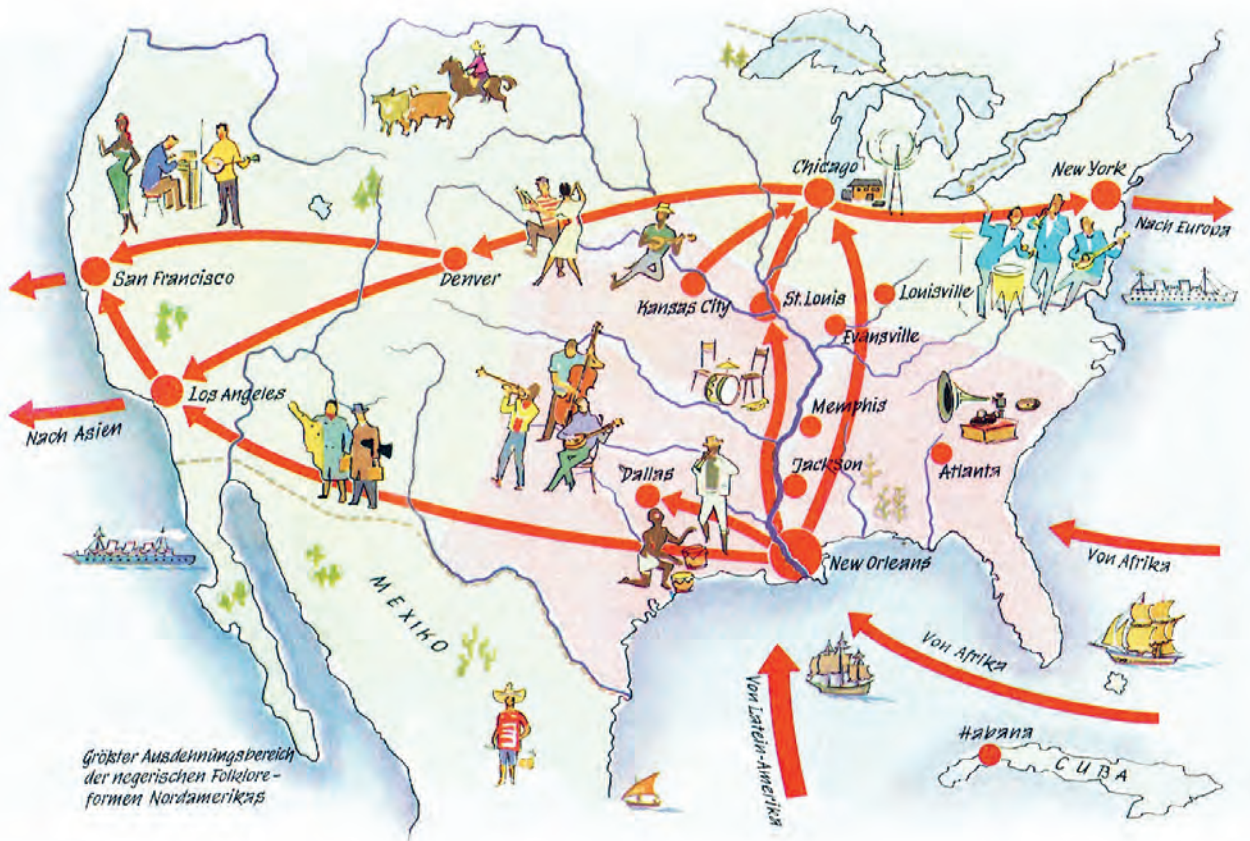 Chicago
New York
Nach Europa
San Francisco
Denver
Kansas City
St. Louis
Louisville
Evansville
Los Angeles
Nach Asien
Memphis
Dallas
Jackson
Atlanta
New Orleans
Von Afrika
MEXIKO
Von Afrika
Von Latein-Amerika
Habana
CUBA
Größter Ausdehnungsbereich
der negerischen Folklore-
formen Nordamerikas